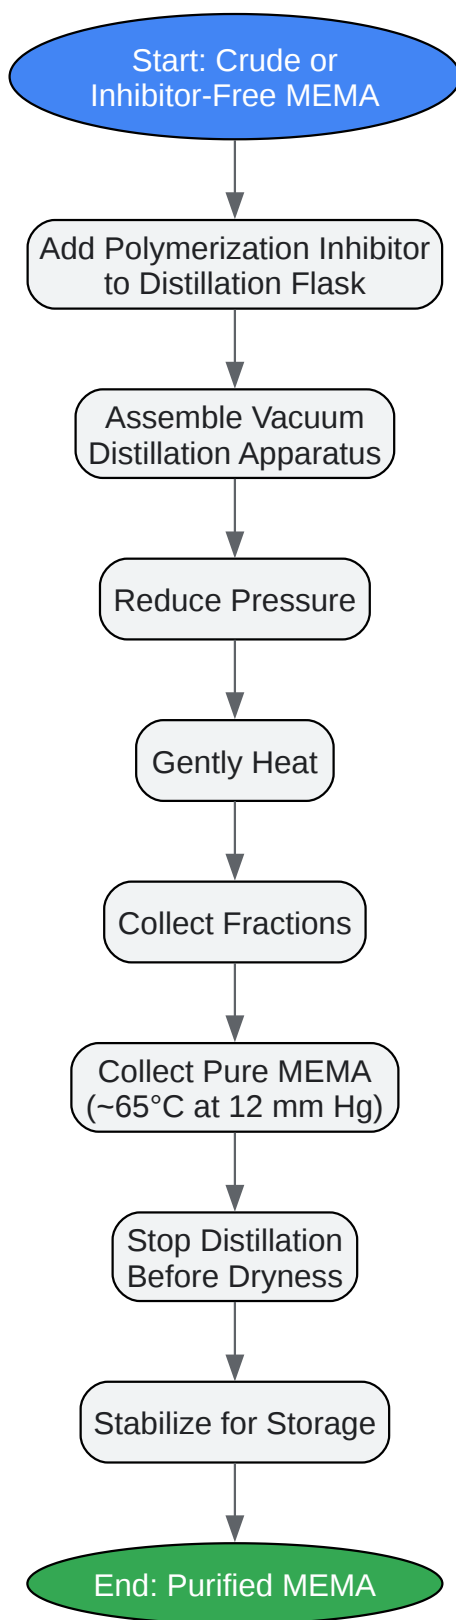 Start: Crude or
Inhibitor-Free MEMA
Add Polymerization Inhibitor
to Distillation Flask
Assemble Vacuum
Distillation Apparatus
Reduce Pressure
Gently Heat
Collect Fractions
Collect Pure MEMA
(~65°C at 12 mm Hg)
Stop Distillation
Before Dryness
Stabilize for Storage
End: Purified MEMA